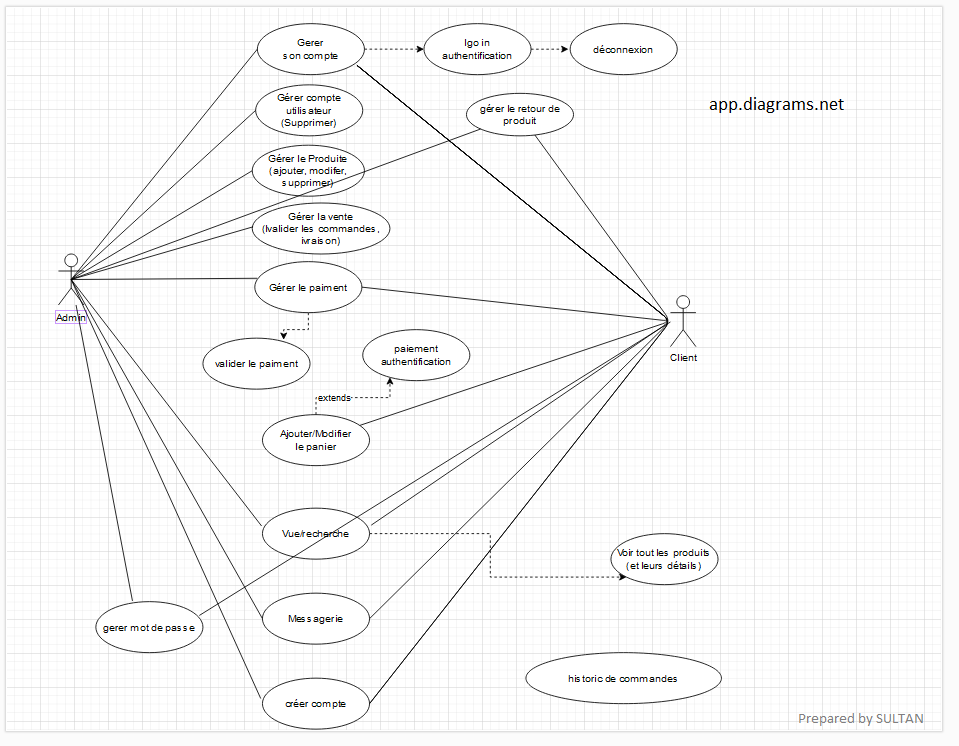 Gerer
son compte
lgo in
authentification
déconnexion
app.diagrams.net
Gérer compte
utilisateur
(Supprimer)
gérer le retour de
produit
Gérer le Produite
(ajouter, modifer,
supprimer)
Gérer la vente
(lvalider les commandes,
ivraison)
Gérer le paiment
Admin
Client
valider le paiment
paiement
authentification
extends
Ajouter/Modifier
le panier
Vue/recherche
Voir tout les produits
(et leurs détails)
Messagerie
gerer mot de passe
historic de commandes
créer compte
Prepared by SULTAN